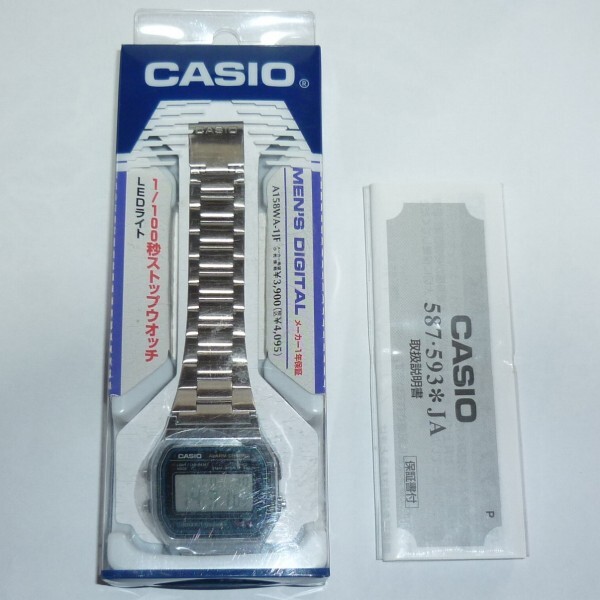 CASIO®
CASIO
MEN'S DIGITAL メーカー1年保証
A158WA-1JF
¥3,900
¥4,095)
1/100秒ストップウオッチ
LEDライト
CASIO
CASIO
587・593＊JA
取扱説明書
保証書付
P